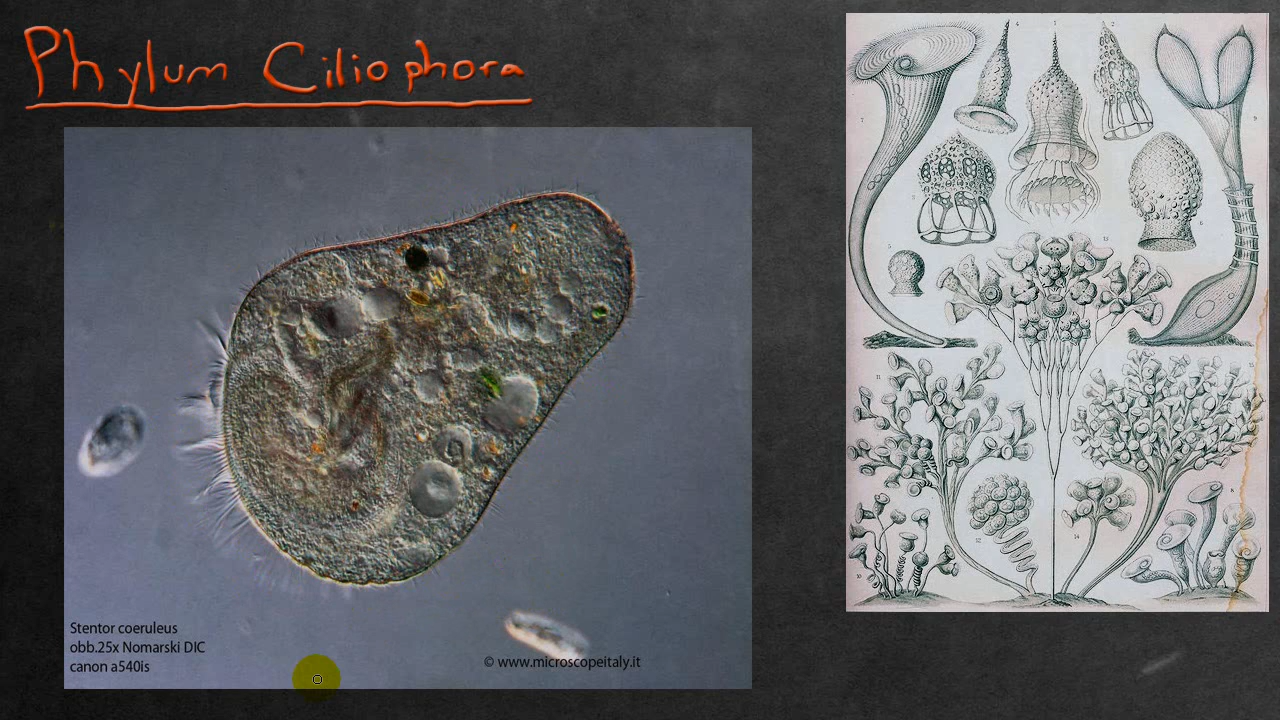 Phylum Ciliophora
Stentor coeruleus
obb.25x Nomarski DIC
canon a540is
© www.microscopeitaly.it